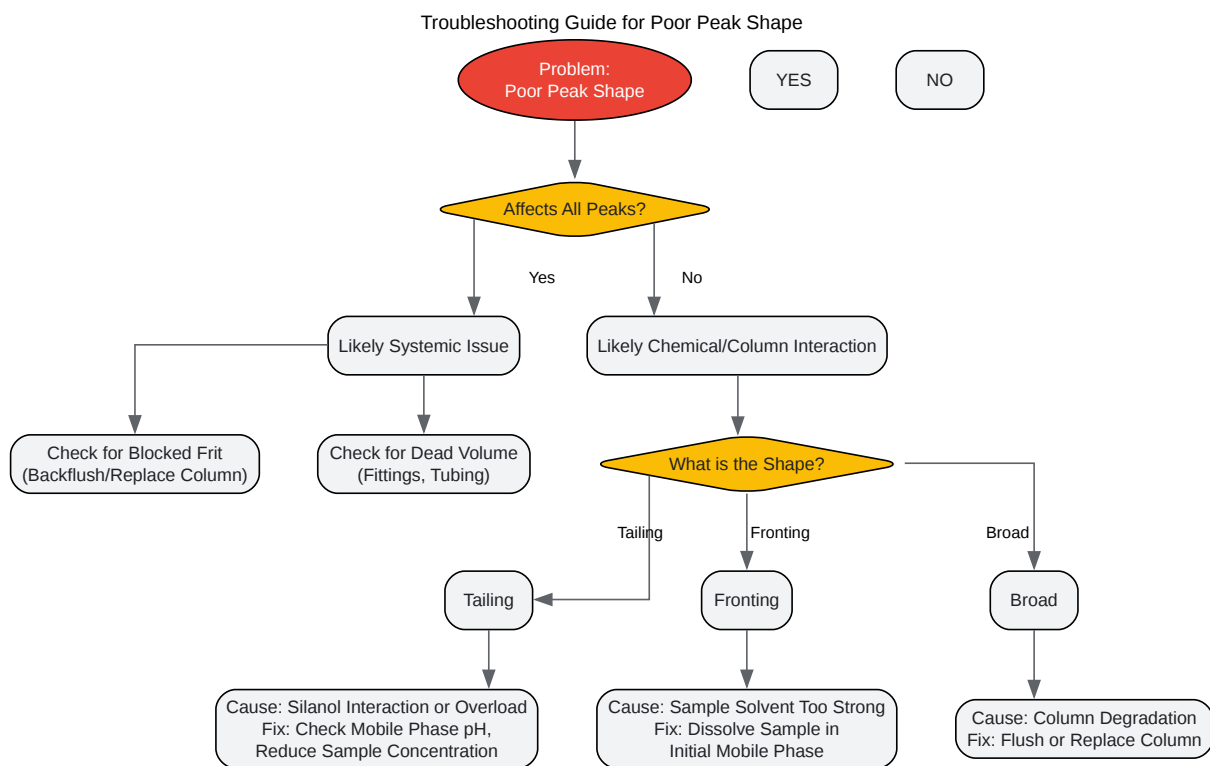 Troubleshooting Guide for Poor Peak Shape
Problem:
Poor Peak Shape
YES
NO
Affects All Peaks?
Yes
No
Likely Systemic Issue
Likely Chemical/Column Interaction
Check for Blocked Frit
(Backflush/Replace Column)
Check for Dead Volume
(Fittings, Tubing)
What is the Shape?
Tailing
Fronting
Broad
Tailing
Fronting
Broad
Cause: Silanol Interaction or Overload
Fix: Check Mobile Phase pH,
Reduce Sample Concentration
Cause: Sample Solvent Too Strong
Fix: Dissolve Sample in
Initial Mobile Phase
Cause: Column Degradation
Fix: Flush or Replace Column